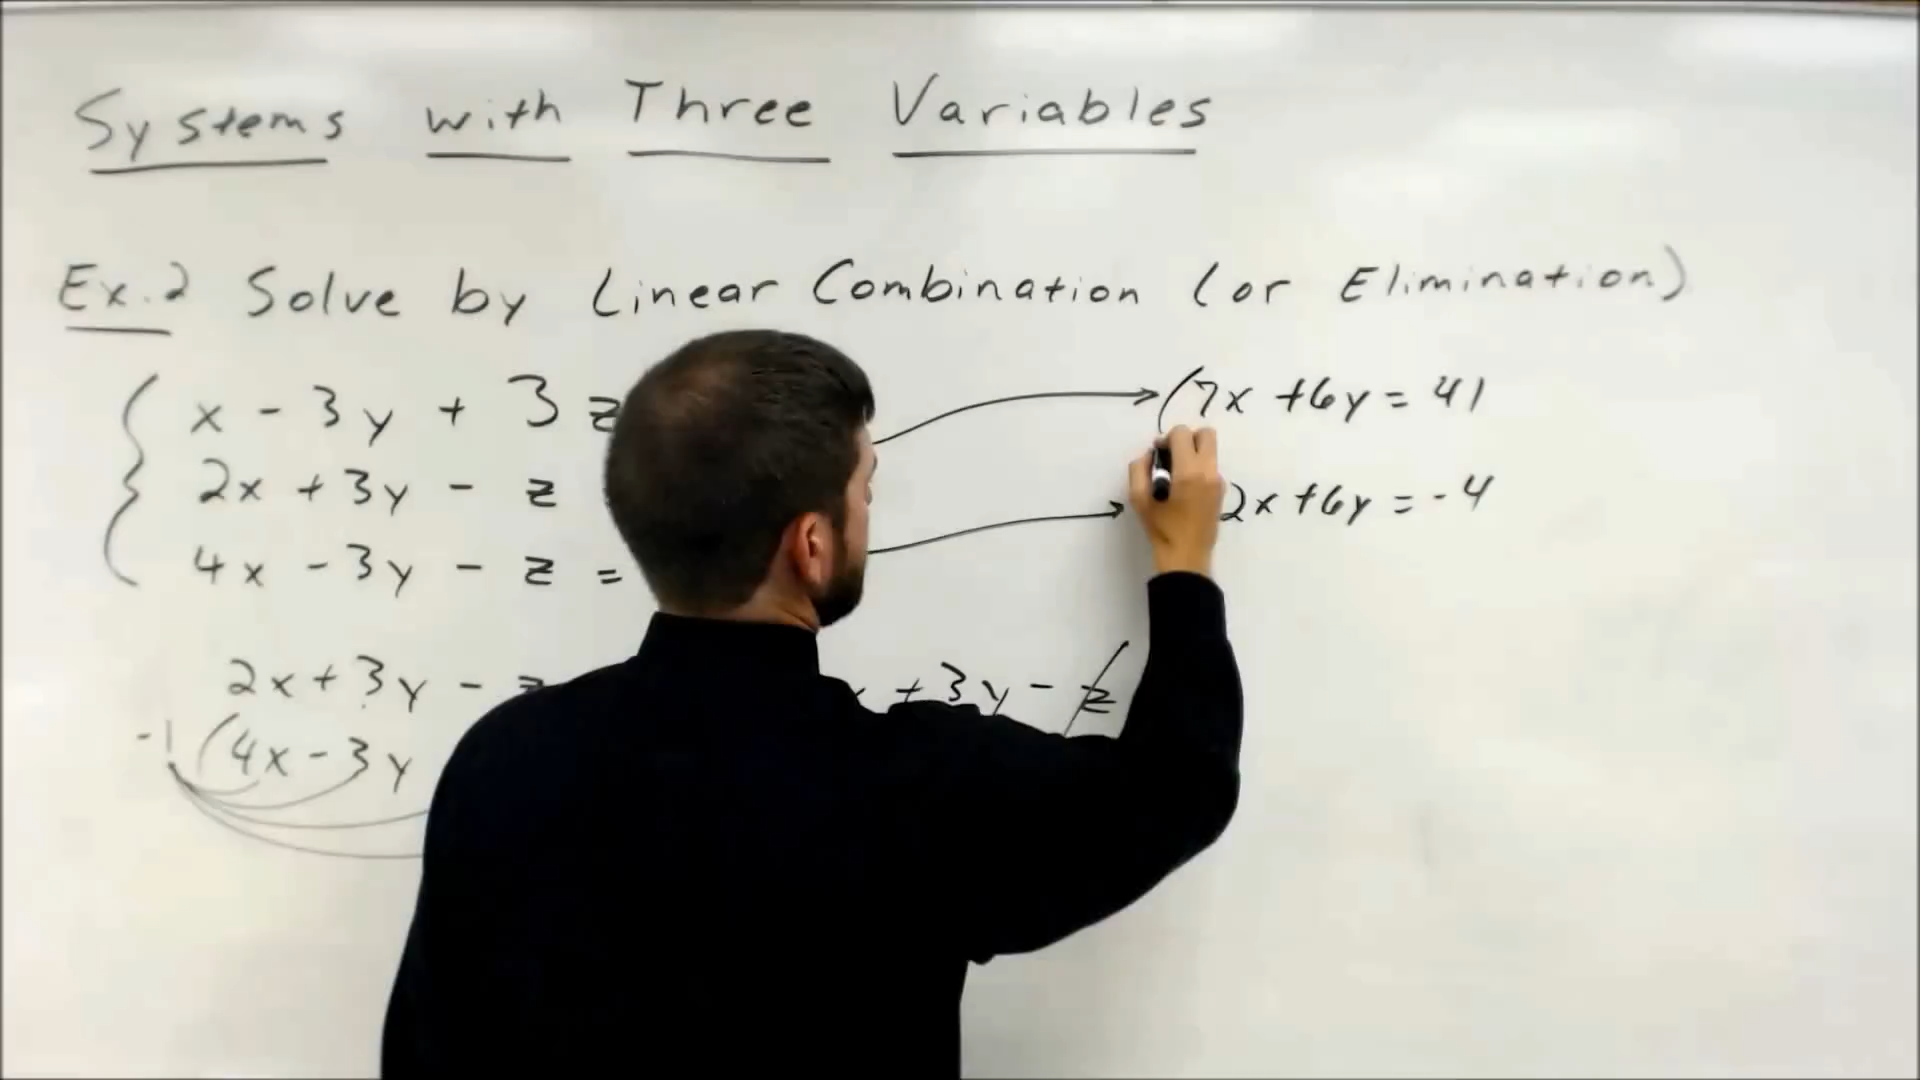 Systems with Three Variables
Ex.2 Solve by Linear Combination (or Elimination)
x - 3y + 3z
2x + 3y - z
4x - 3y - z =
(7x + 6y = 41
2x + 6y = -4
2x + 3y - z
-1 (4x - 3y
+ 3y - z